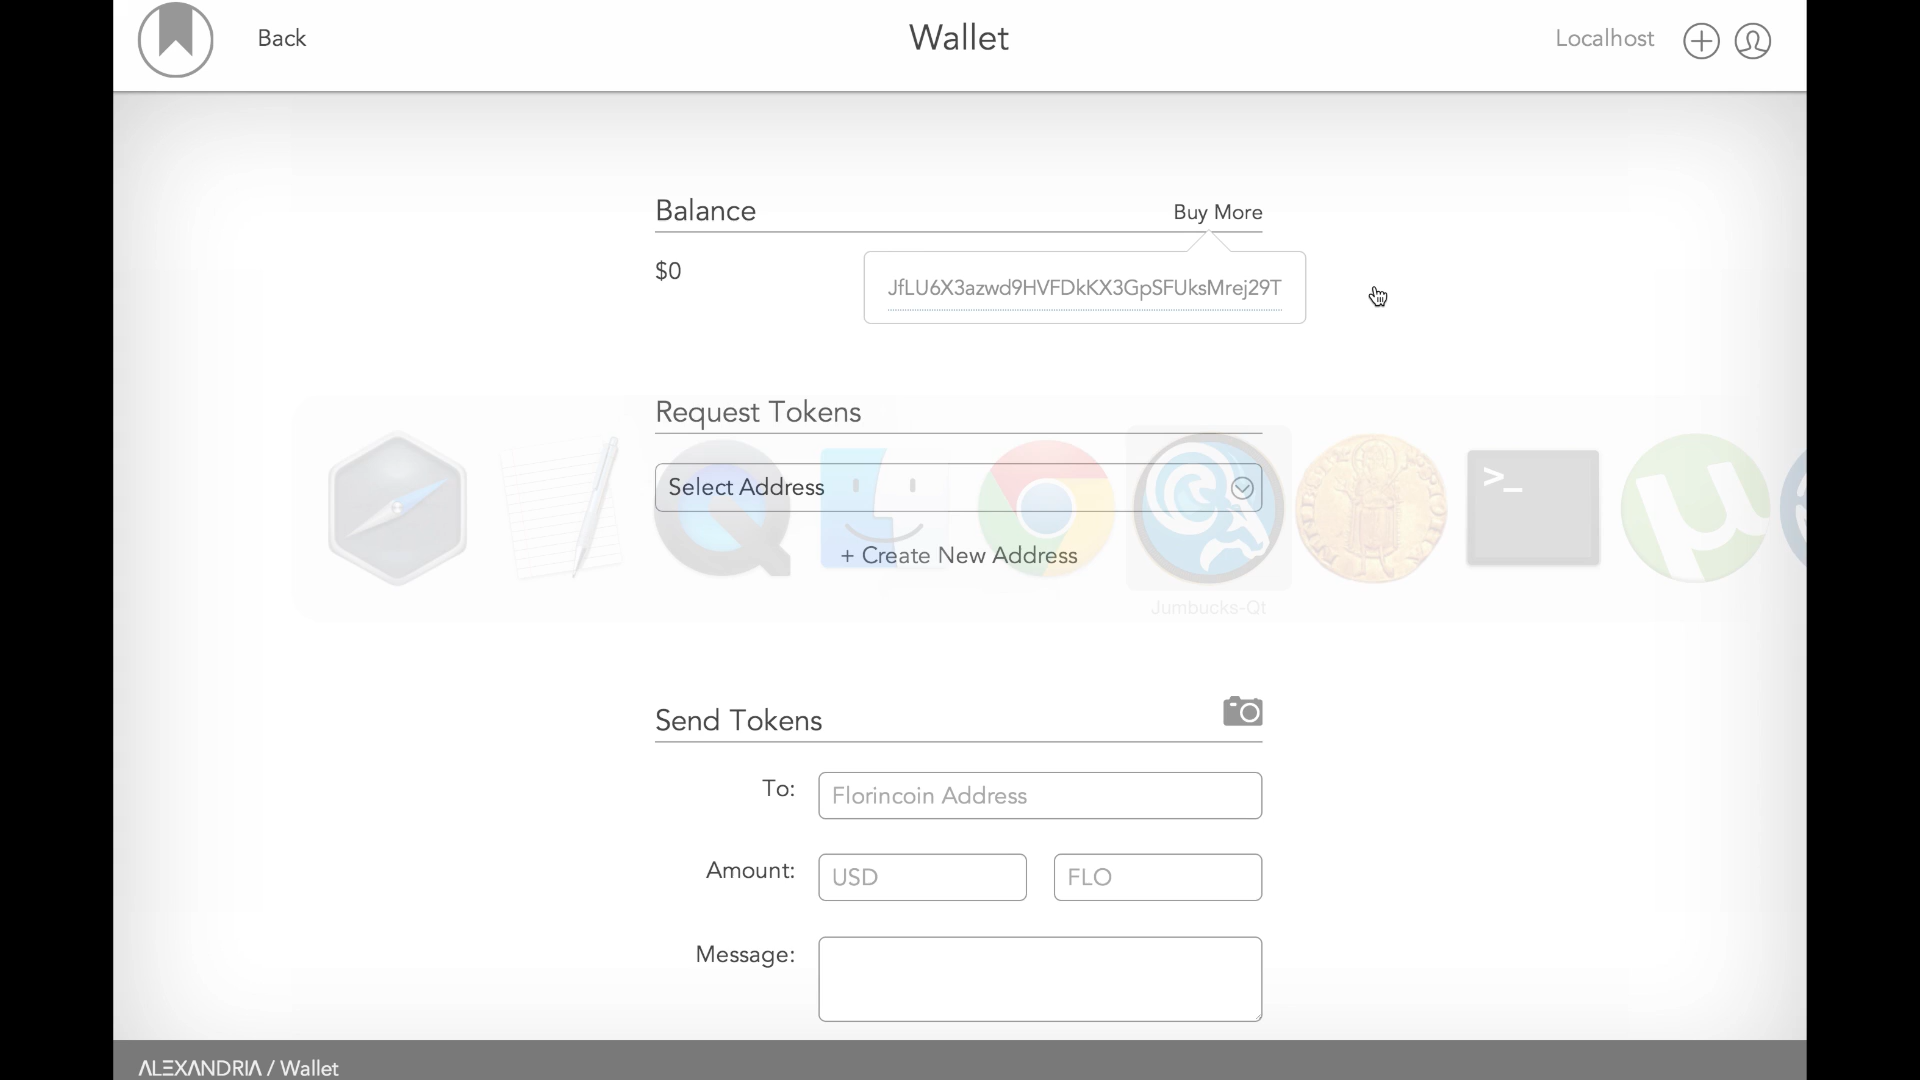 Back
Wallet
Localhost
Balance
Buy More
$0
JfLU6X3azwd9HVFDkKX3GpSFUksMrej29T
Request Tokens
Select Address
+ Create New Address
>_
Jumbucks-Qt
Send Tokens
To:
Florincoin Address
Amount:
USD
FLO
Message:
ALEXANDRIA / Wallet